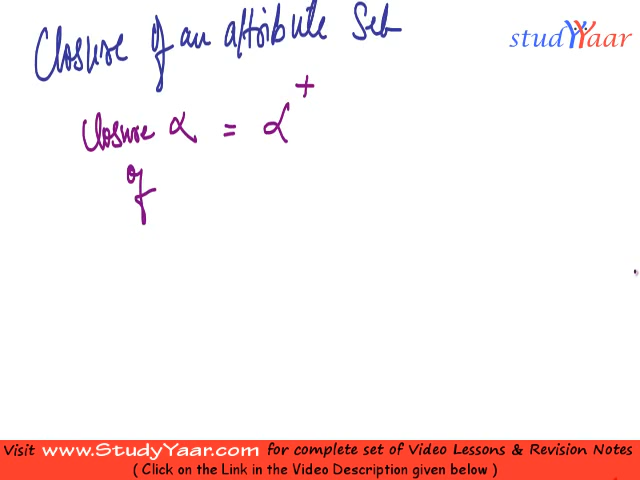 Closure of an attribute Set
studYYaar
closure α = α⁺
of
Visit www.StudyYaar.com for complete set of Video Lessons & Revision Notes
( Click on the Link in the Video Description given below )